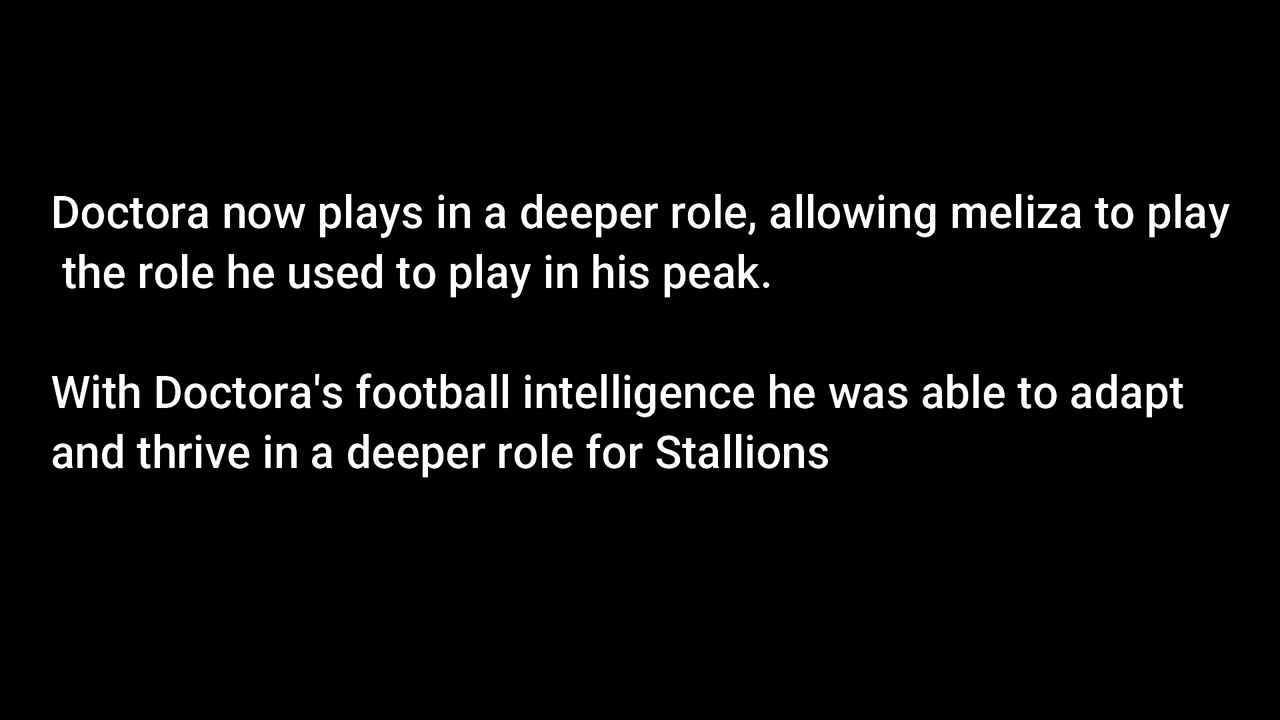 Doctora now plays in a deeper role, allowing meliza to play
the role he used to play in his peak.
With Doctora's football intelligence he was able to adapt
and thrive in a deeper role for Stallions